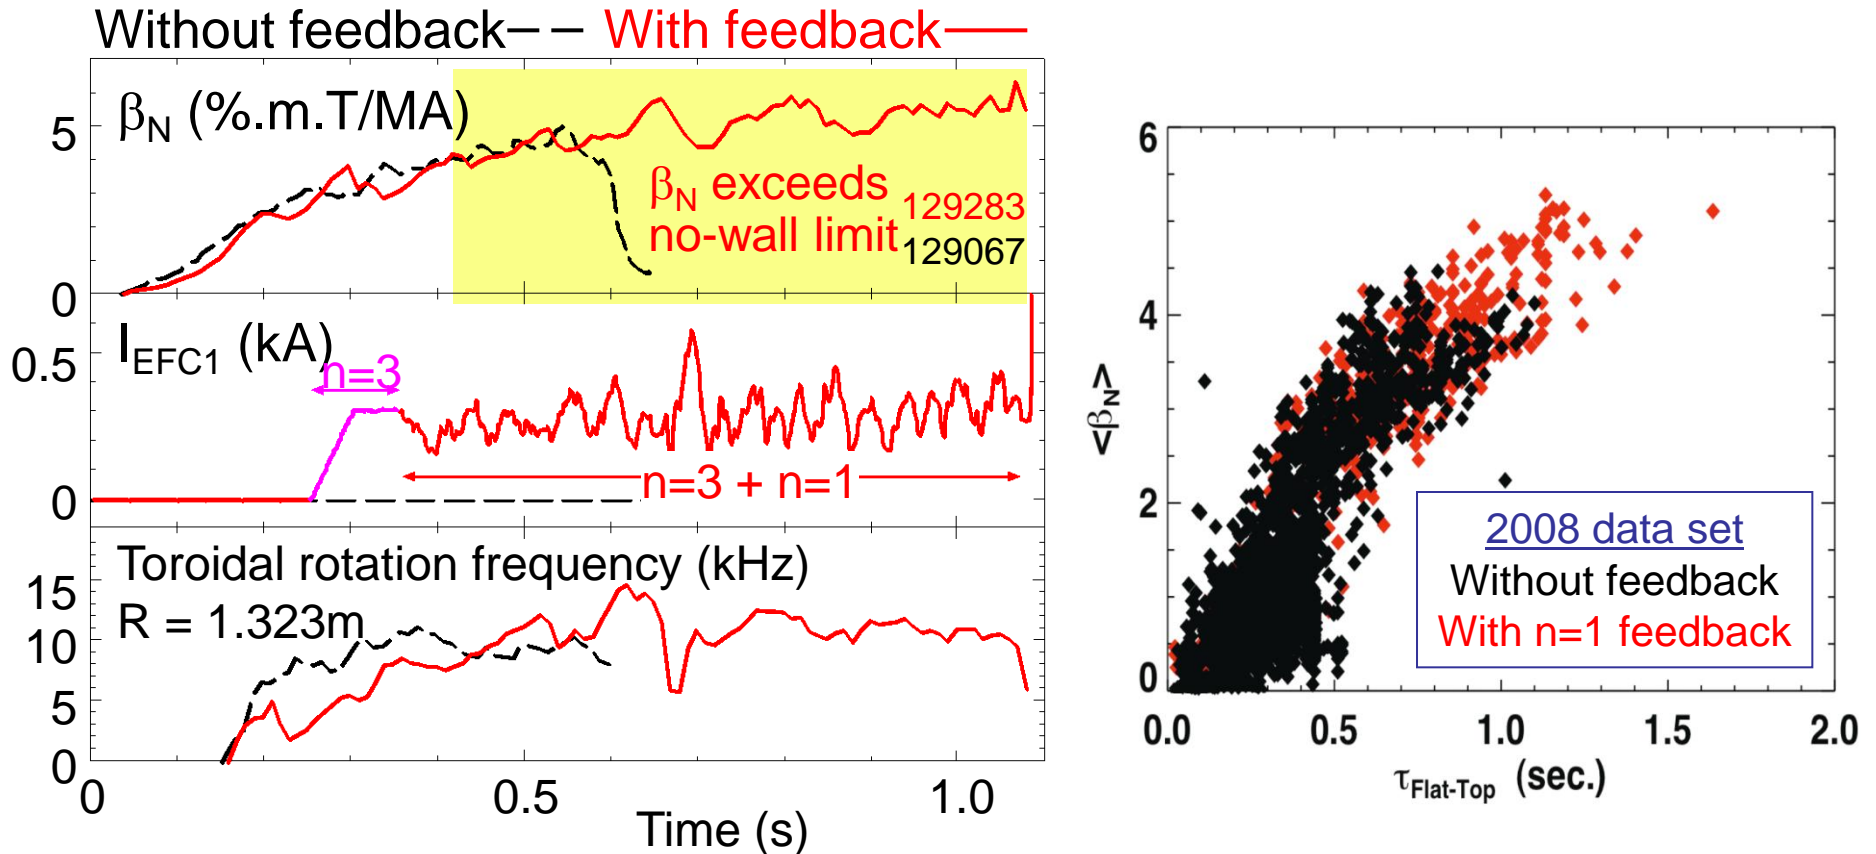 Without feedback – – With feedback —
β_N (%.m.T/MA)
5
0
β_N exceeds
no-wall limit
129283
129067
I_EFC1 (kA)
0.5
0
n=3
n=3 + n=1
Toroidal rotation frequency (kHz)
R = 1.323m
15
10
5
0
0
0.5
1.0
Time (s)
6
4
2
0
<β_N>
2008 data set
Without feedback
With n=1 feedback
0.0
0.5
1.0
1.5
2.0
τ_Flat-Top (sec.)